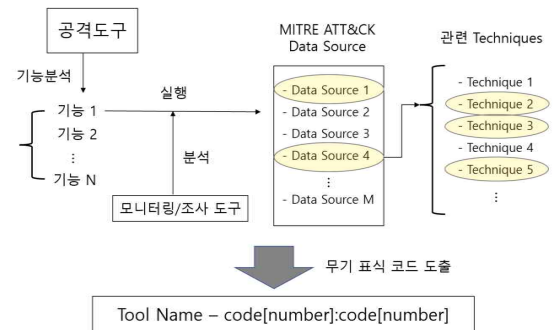 공격도구
기능분석
기능 1
기능 2
⋮
기능 N
실행
분석
모니터링/조사 도구
MITRE ATT&CK
Data Source
- Data Source 1
- Data Source 2
- Data Source 3
- Data Source 4
⋮
- Data Source M
관련 Techniques
- Technique 1
- Technique 2
- Technique 3
- Technique 4
- Technique 5
⋮
무기 표식 코드 도출
Tool Name – code[number]:code[number]